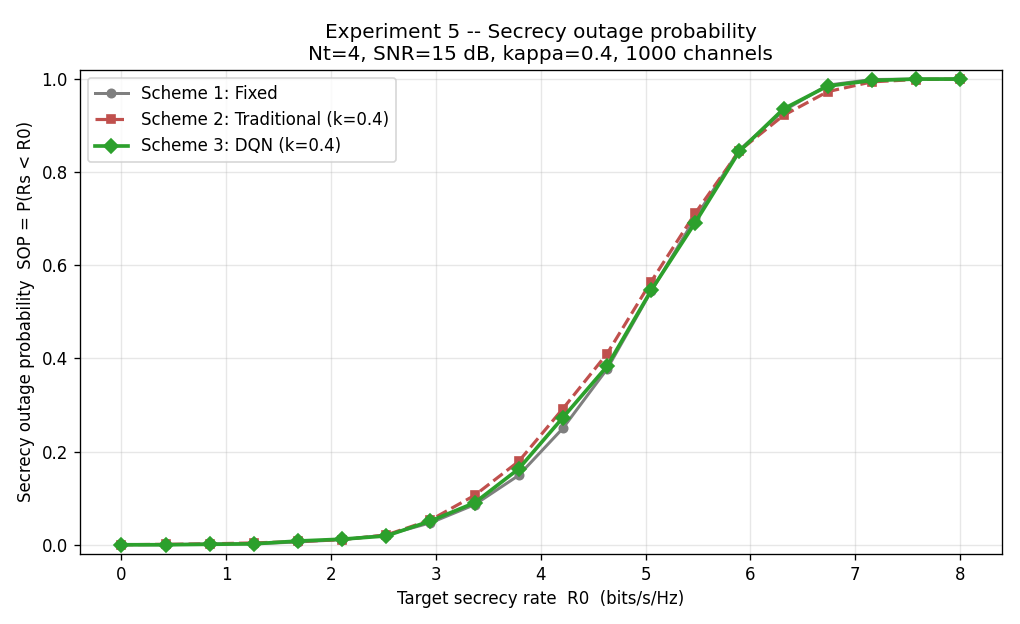 Experiment 5 -- Secrecy outage probability
Nt=4, SNR=15 dB, kappa=0.4, 1000 channels
Secrecy outage probability  SOP = P(Rs < R0)
1.0
0.8
0.6
0.4
0.2
0.0
Scheme 1: Fixed
Scheme 2: Traditional (k=0.4)
Scheme 3: DQN (k=0.4)
0 1 2 3 4 5 6 7 8
Target secrecy rate  R0  (bits/s/Hz)